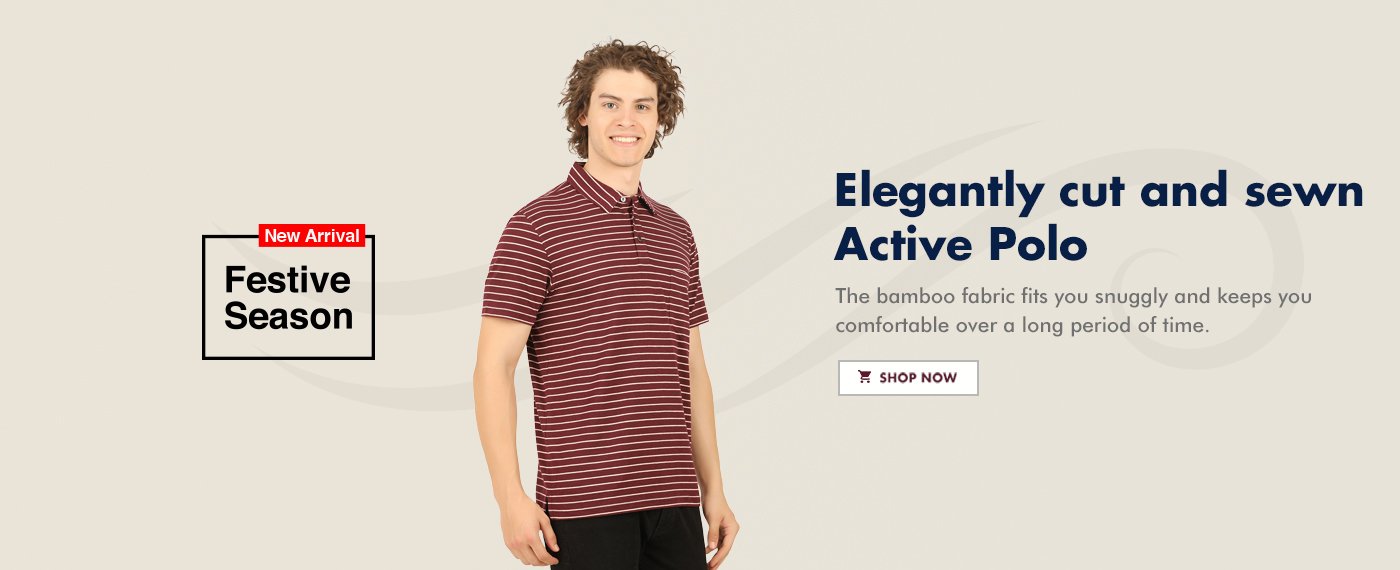 New Arrival
Festive
Season
Elegantly cut and sewn
Active Polo
The bamboo fabric fits you snuggly and keeps you
comfortable over a long period of time.
SHOP NOW